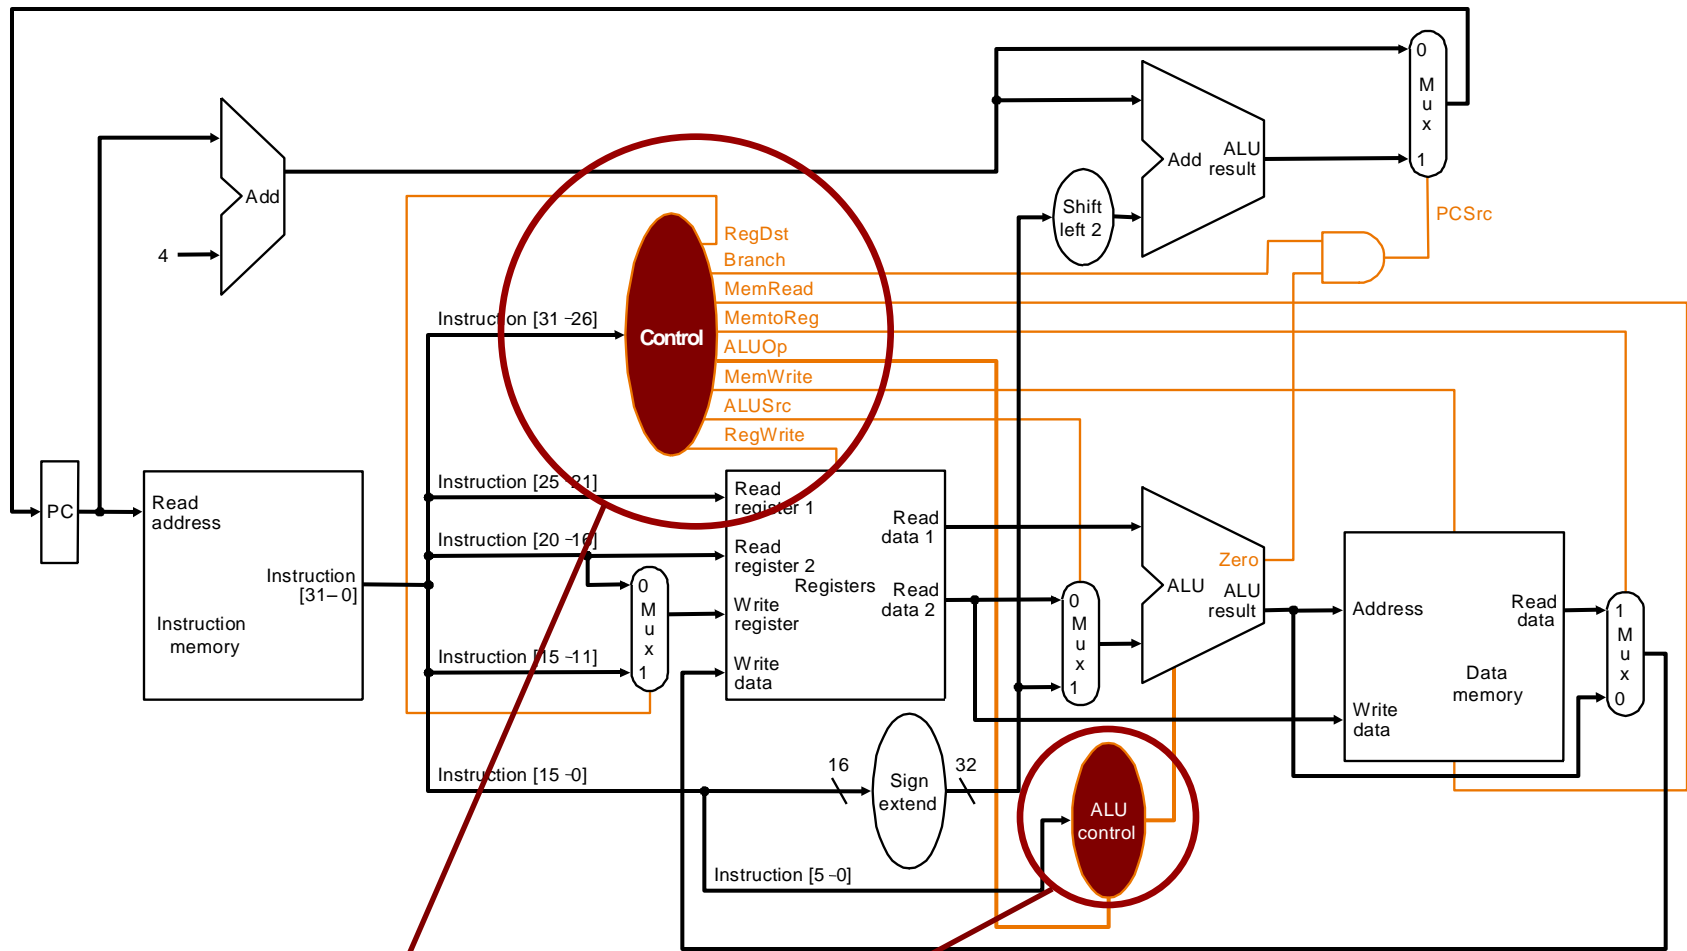 0
M
u
x
1
Add
ALU
result
Add
4
Shift
left 2
PCSrc
RegDst
Branch
MemRead
MemtoReg
ALUOp
MemWrite
ALUSrc
RegWrite
Instruction [31–26]
Control
Instruction [25–21]
Instruction [20–16]
Instruction [15–11]
Instruction [15–0]
Instruction [5–0]
PC
Read
address
Instruction
[31–0]
Instruction
memory
0
M
u
x
1
Read
register 1
Read
register 2
Write
register
Write
data
Registers
Read
data 1
Read
data 2
0
M
u
x
1
Zero
ALU
ALU
result
Address
Write
data
Read
data
Data
memory
1
M
u
x
0
16
Sign
extend
32
ALU
control